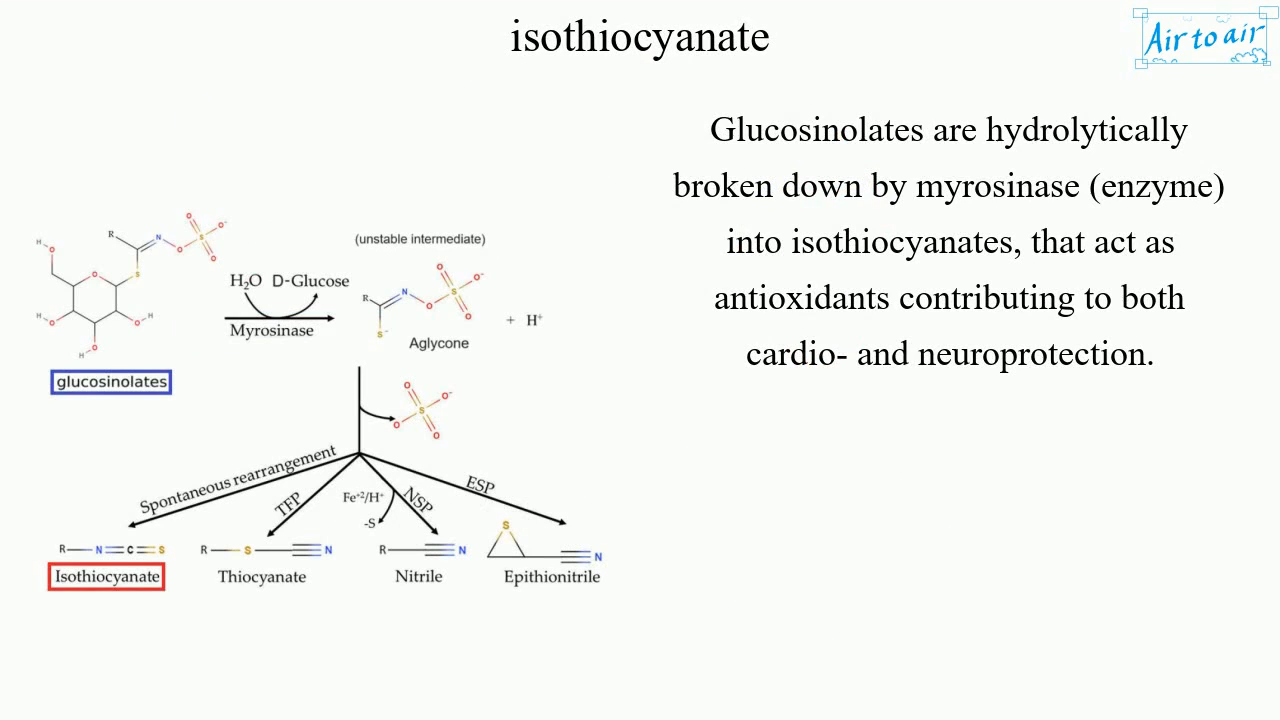 isothiocyanate
Air to air
Glucosinolates are hydrolytically
broken down by myrosinase (enzyme)
into isothiocyanates, that act as
antioxidants contributing to both
cardio- and neuroprotection.
H O
R N O S O O O⁻
S
O
H O
O H
O H
glucosinolates
H₂O D-Glucose
Myrosinase
(unstable intermediate)
R N O S O O O⁻
S⁻
Aglycone
+ H⁺
O O⁻ S O O
Spontaneous rearrangement
TFP
Fe⁺²/H⁺
-S
NSP
ESP
R N C S
Isothiocyanate
R S N
Thiocyanate
R N
Nitrile
S N
Epithionitrile